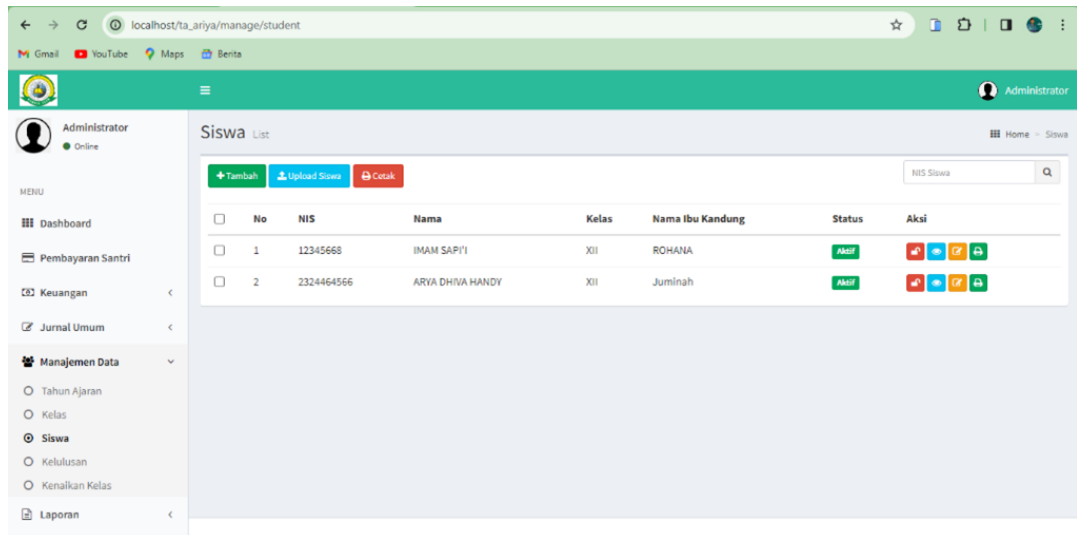 localhost/ta_ariya/manage/student
Gmail YouTube Maps Berita
Administrator
Administrator
Online
Siswa List
Home > Siswa
Tambah Upload Siswa Cetak
NIS Siswa
MENU
Dashboard
Pembayaran Santri
Keuangan
Jurnal Umum
Manajemen Data
Tahun Ajaran
Kelas
Siswa
Kelulusan
Kenaikan Kelas
Laporan
No NIS Nama Kelas Nama Ibu Kandung Status Aksi
1 12345668 IMAM SAPI'I XII ROHANA Aktif
2 2324464566 ARYA DHIVA HANDY XII Juminah Aktif